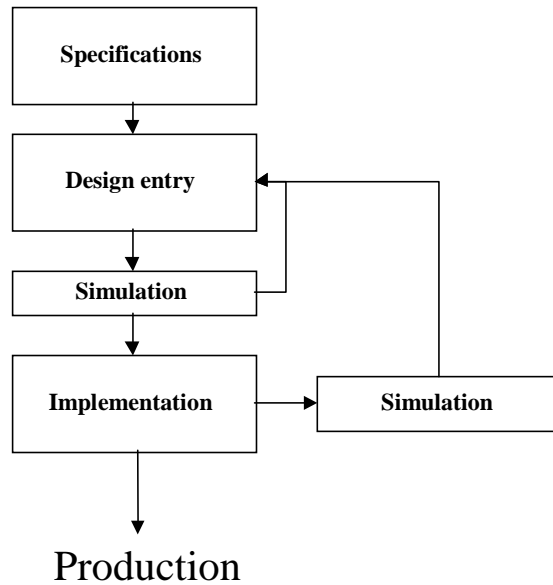 Specifications
Design entry
Simulation
Implementation
Simulation
Production